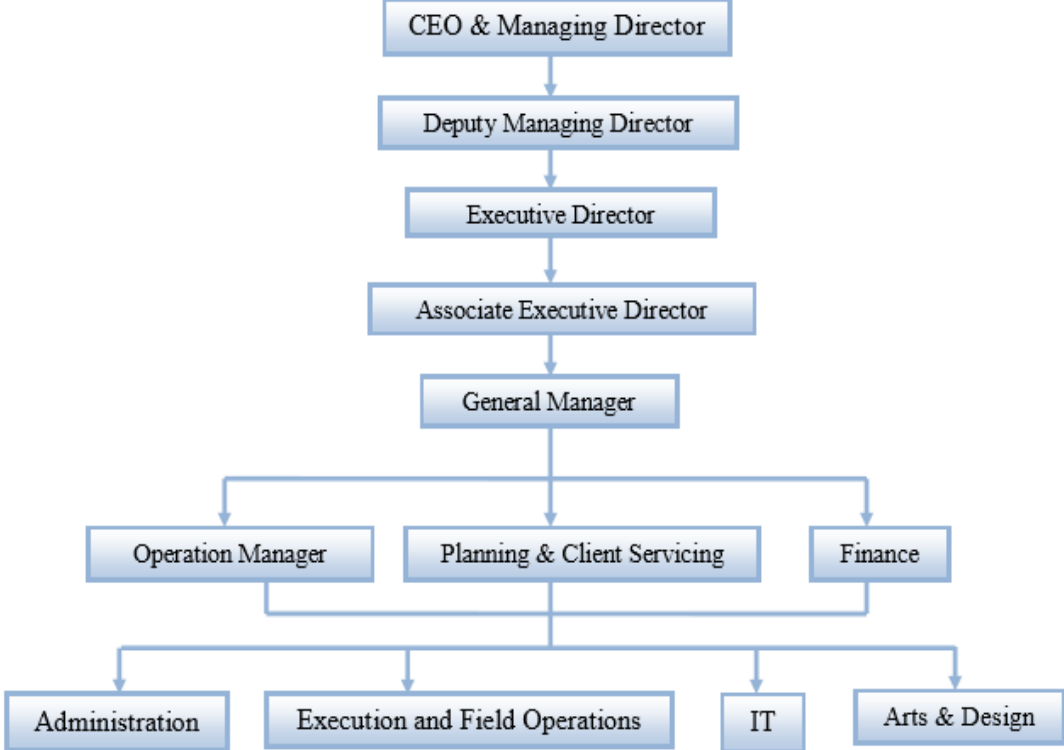 CEO & Managing Director
Deputy Managing Director
Executive Director
Associate Executive Director
General Manager
Operation Manager
Planning & Client Servicing
Finance
Administration
Execution and Field Operations
IT
Arts & Design